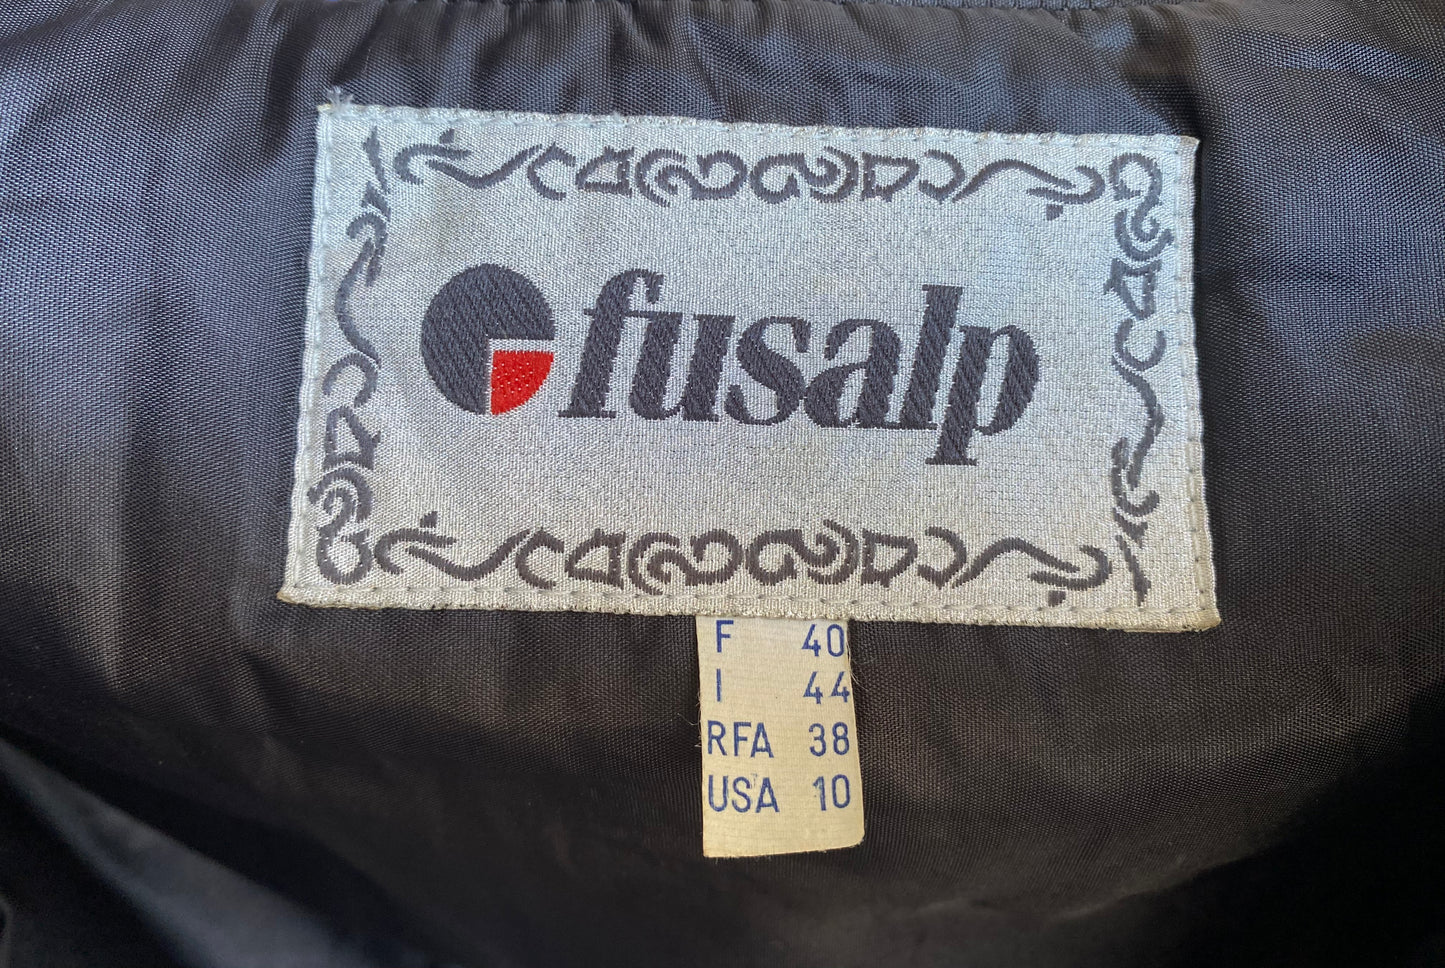 fusalp
F 40
I 44
RFA 38
USA 10